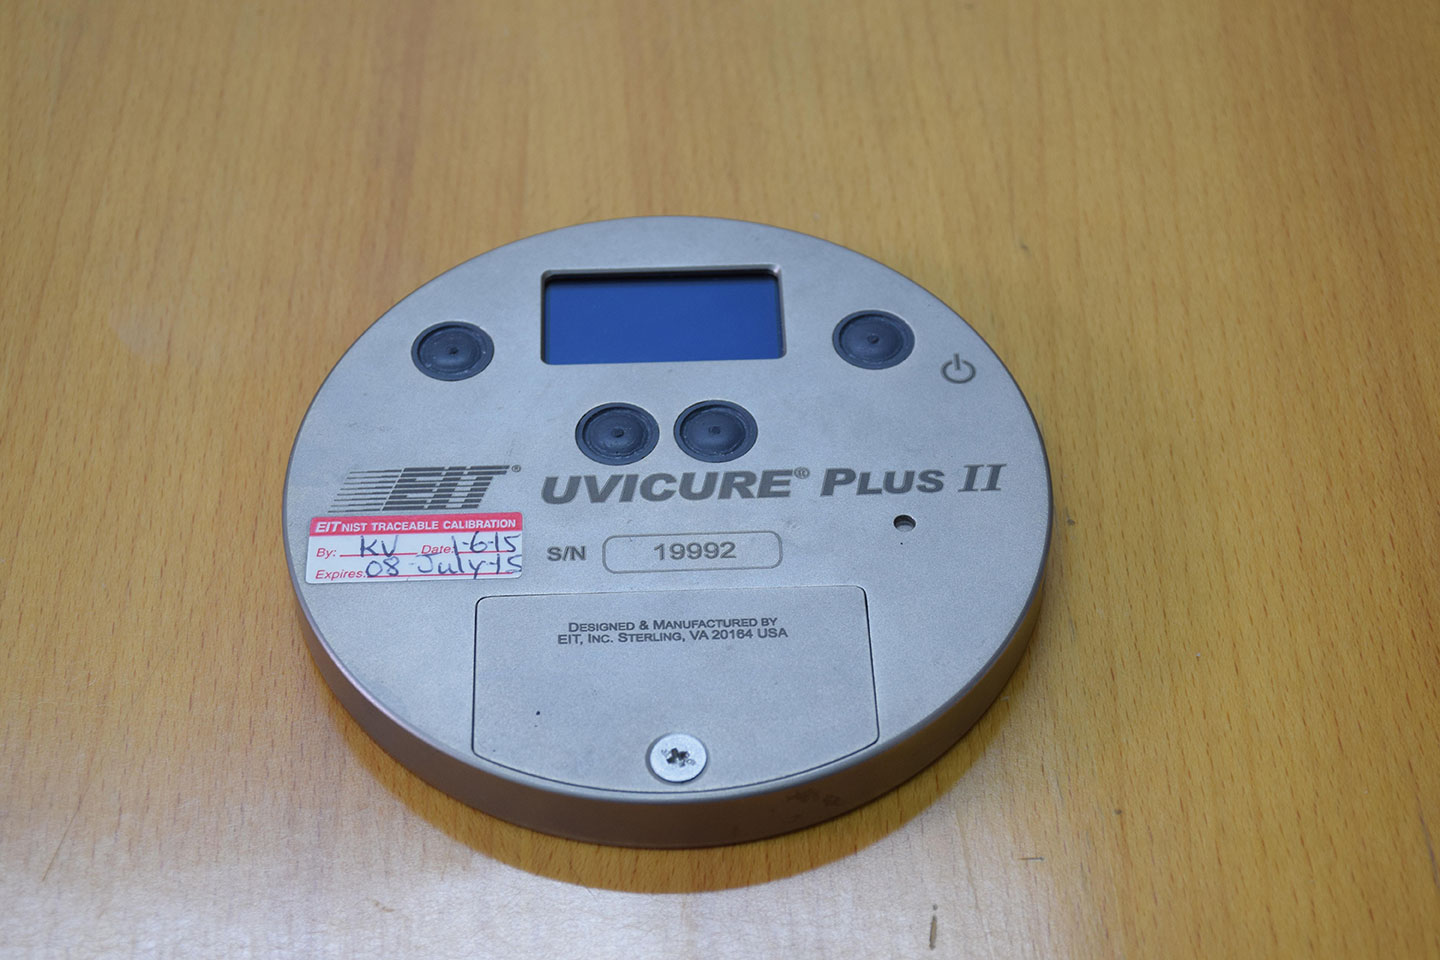 EIT® UVICURE® PLUS II
EIT NIST TRACEABLE CALIBRATION
By: KV Date: 1-6-15
Expires: 08-July-15
S/N 19992
DESIGNED & MANUFACTURED BY
EIT, INC. STERLING, VA 20164 USA